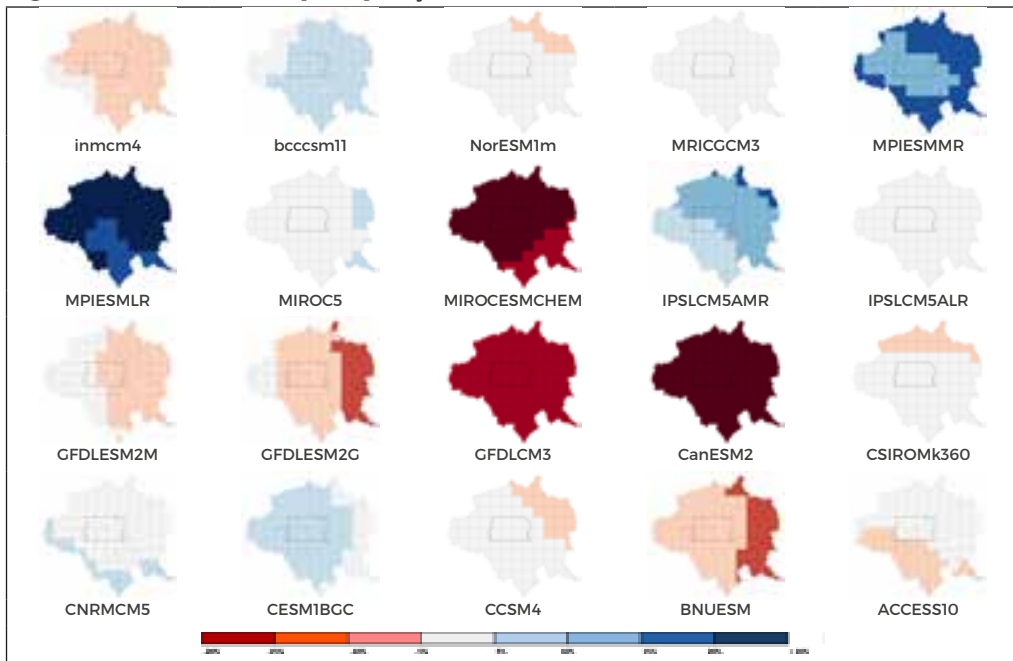 inmcm4 bcccsm11 NorESM1m MRICGCM3 MPIESMMR
MPIESMLR MIROC5 MIROCESMCHEM IPSLCM5AMR IPSLCM5ALR
GFDLESM2M GFDLESM2G GFDLCM3 CanESM2 CSIROMk360
CNRMCM5 CESM1BGC CCSM4 BNUESM ACCESS10